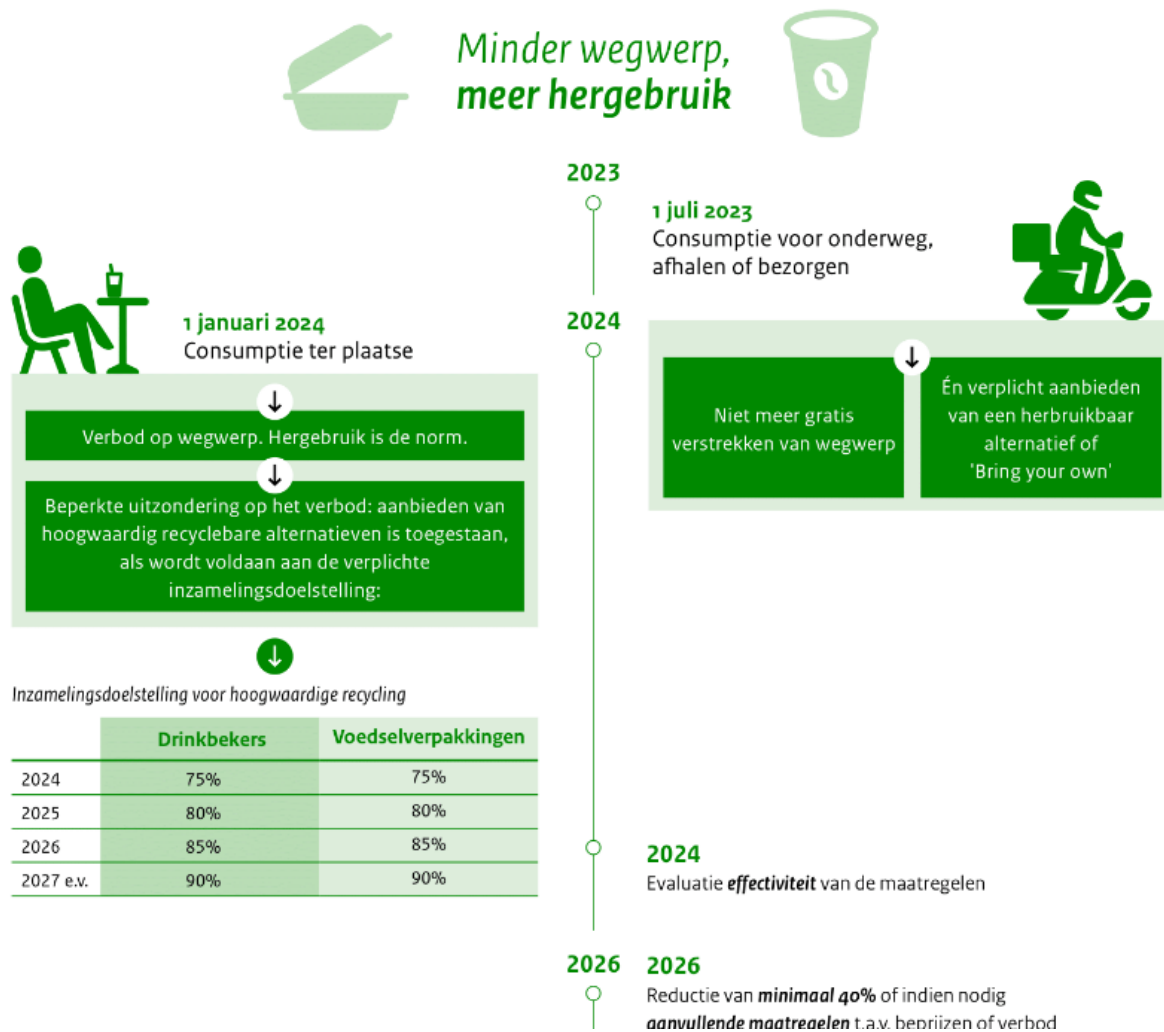 Minder wegwerp,
meer hergebruik
2023
1 juli 2023
Consumptie voor onderweg,
afhalen of bezorgen
2024
Niet meer gratis
verstrekken van wegwerp
Én verplicht aanbieden
van een herbruikbaar
alternatief of
'Bring your own'
1 januari 2024
Consumptie ter plaatse
Verbod op wegwerp. Hergebruik is de norm.
Beperkte uitzondering op het verbod: aanbieden van
hoogwaardig recyclebare alternatieven is toegestaan,
als wordt voldaan aan de verplichte
inzamelingsdoelstelling:
Inzamelingsdoelstelling voor hoogwaardige recycling
Drinkbekers Voedselverpakkingen
2024 75% 75%
2025 80% 80%
2026 85% 85%
2027 e.v. 90% 90%
2024
Evaluatie effectiviteit van de maatregelen
2026 2026
Reductie van minimaal 40% of indien nodig
aanvullende maatregelen t.a.v. beprijzen of verbod